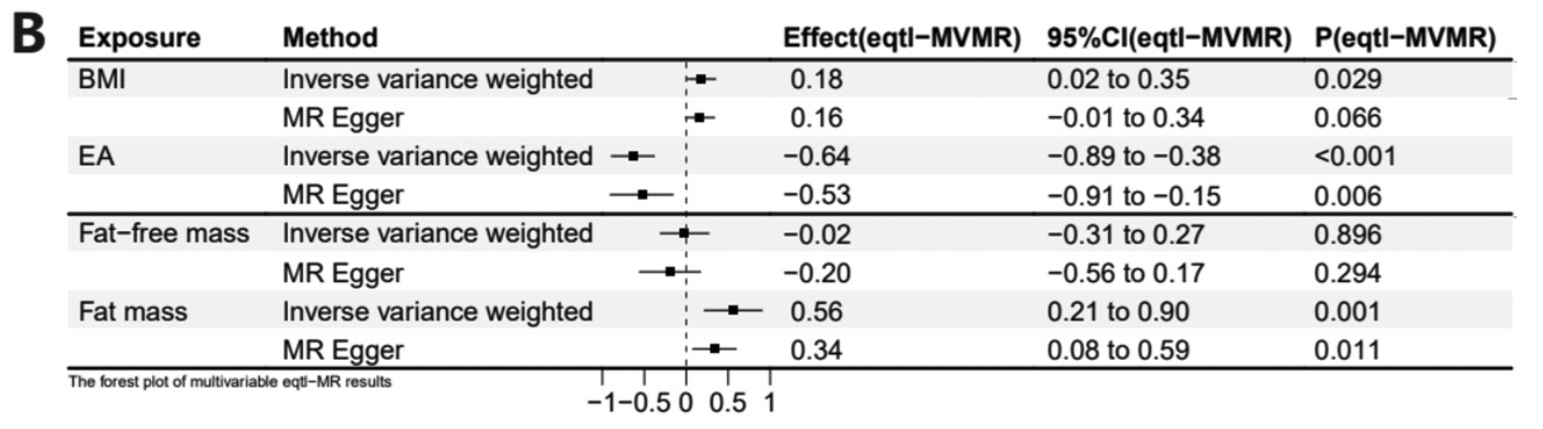 B
Exposure Method Effect(eqtl−MVMR) 95%CI(eqtl−MVMR) P(eqtl−MVMR)
BMI Inverse variance weighted 0.18 0.02 to 0.35 0.029
MR Egger 0.16 −0.01 to 0.34 0.066
EA Inverse variance weighted −0.64 −0.89 to −0.38 <0.001
MR Egger −0.53 −0.91 to −0.15 0.006
Fat−free mass Inverse variance weighted −0.02 −0.31 to 0.27 0.896
MR Egger −0.20 −0.56 to 0.17 0.294
Fat mass Inverse variance weighted 0.56 0.21 to 0.90 0.001
MR Egger 0.34 0.08 to 0.59 0.011
The forest plot of multivariable eqtl−MR results
−1 −0.5 0 0.5 1